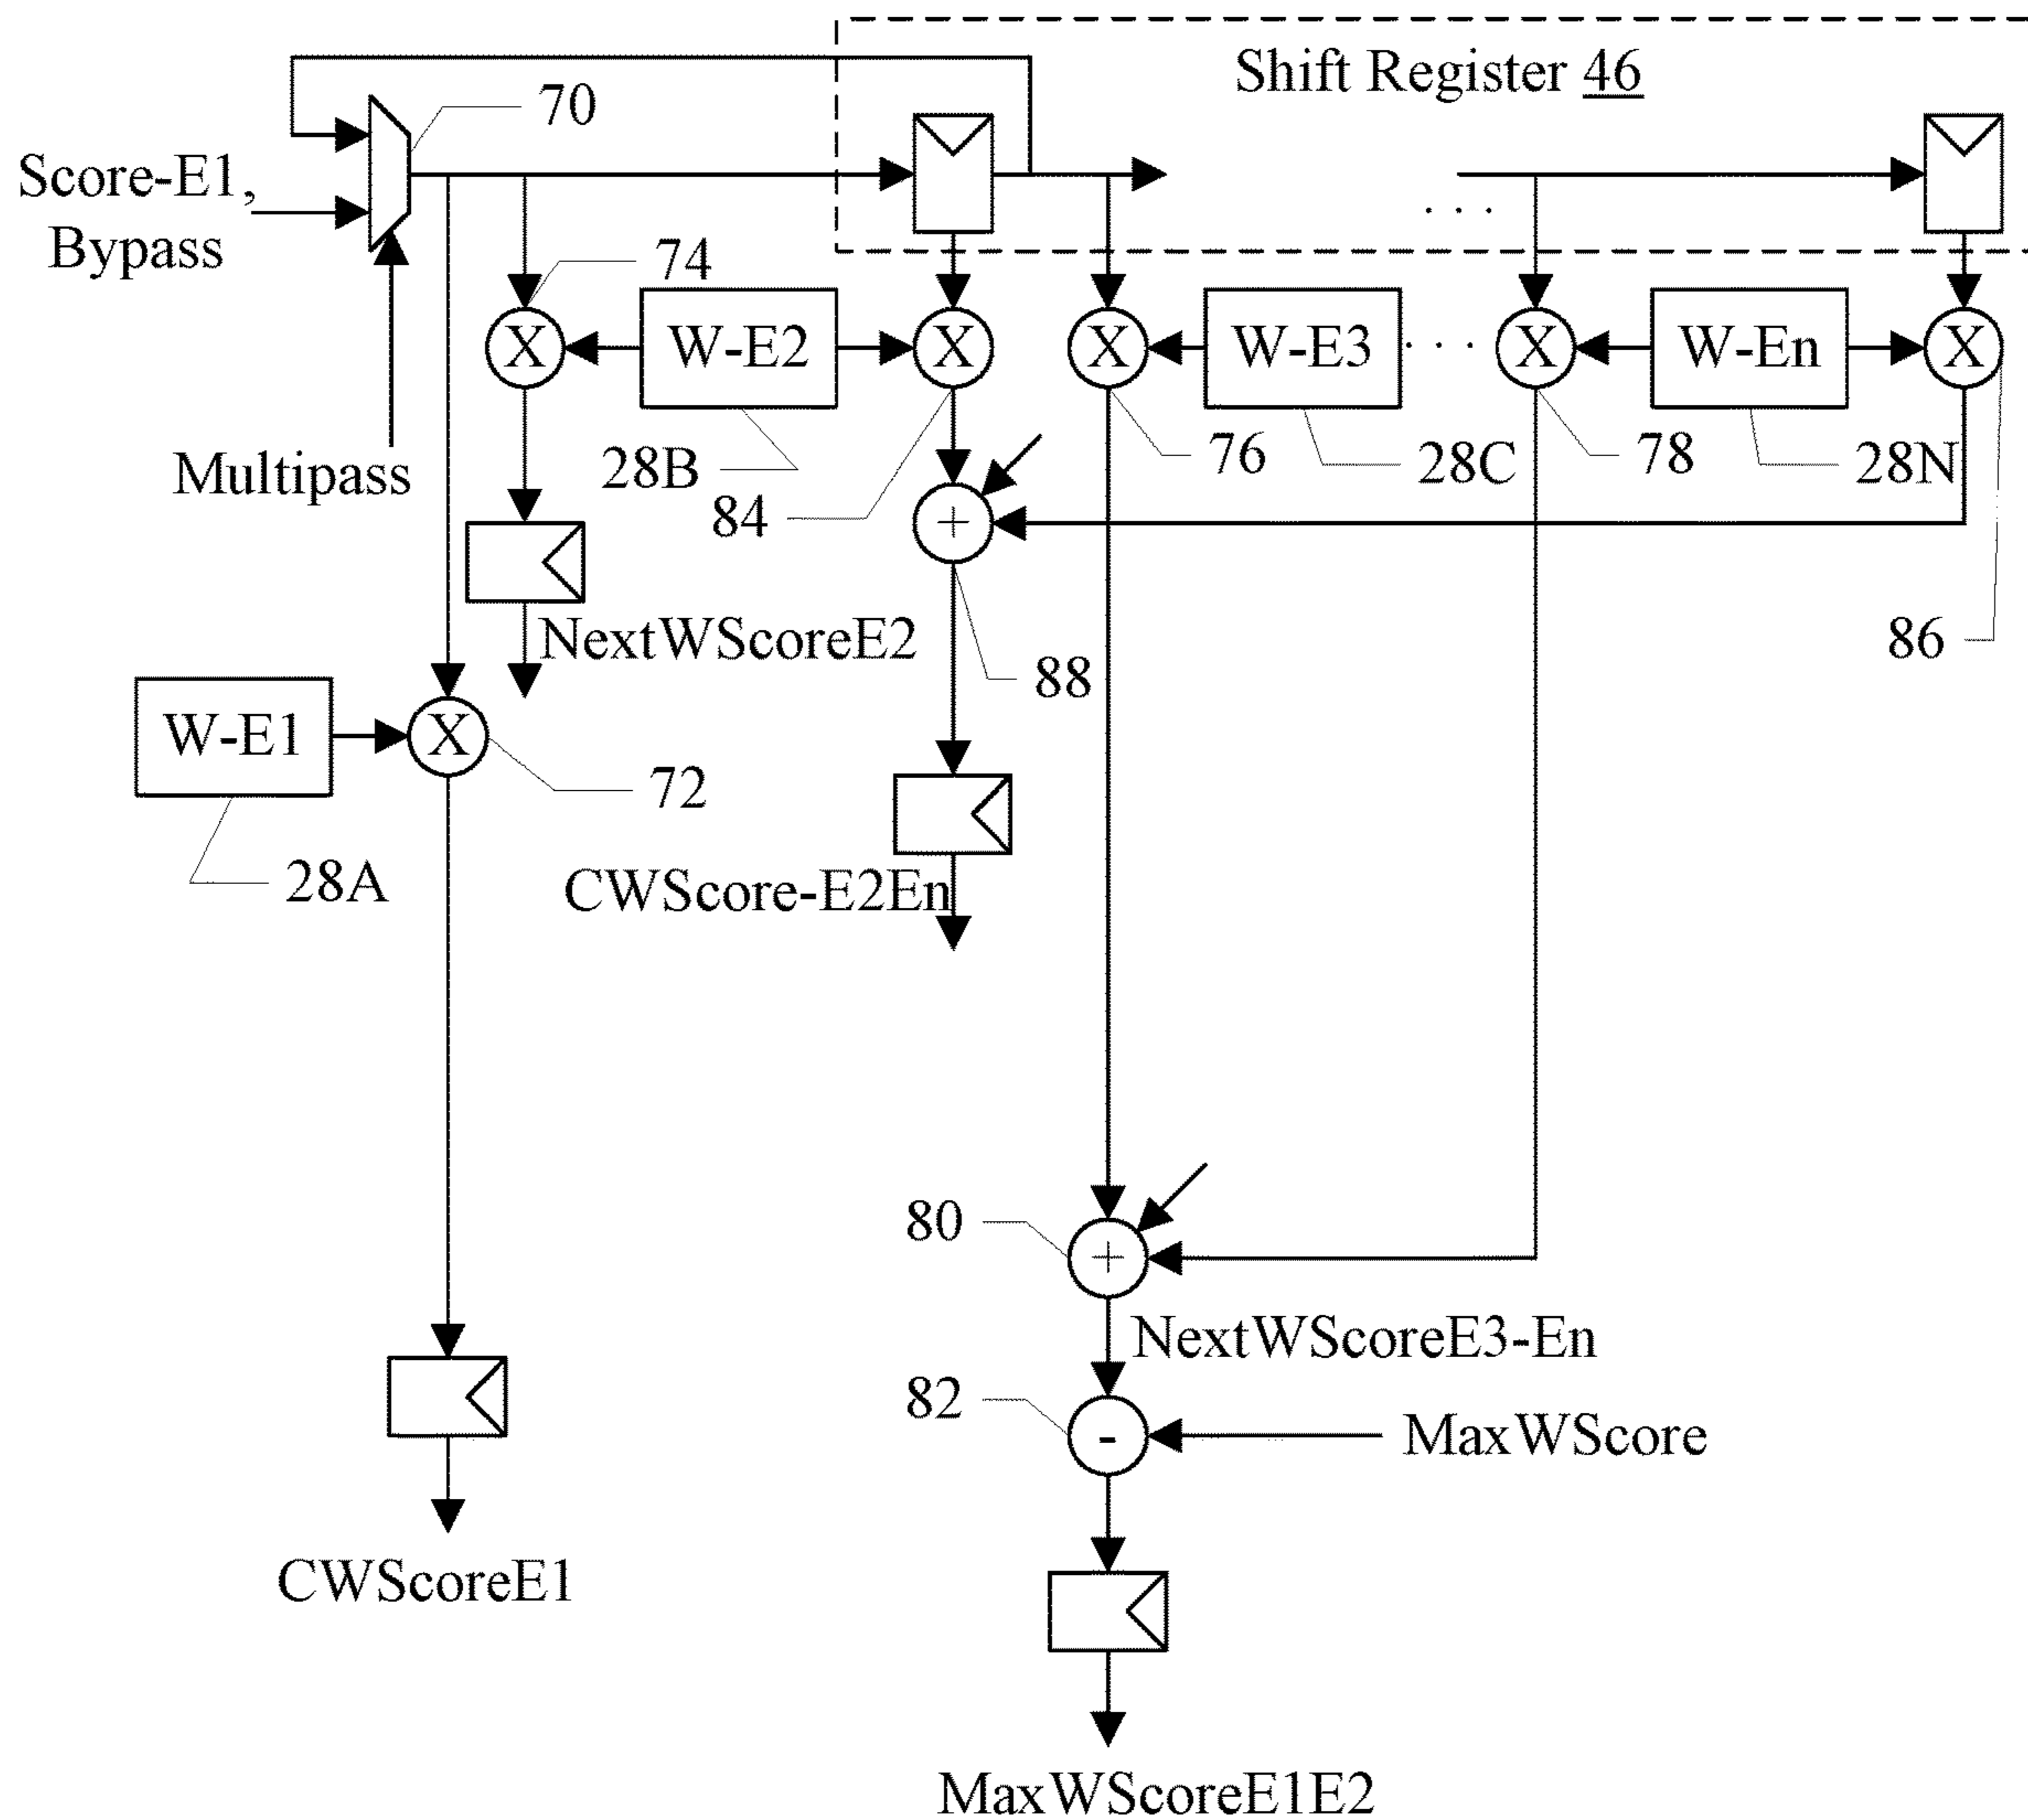 Shift Register 46
70
Score-E1,
Bypass
. . .
74
X
W-E2
X
X
W-E3
. . .
X
W-En
X
Multipass
28B
84
76
28C
78
28N
+
86
NextWScoreE2
88
W-E1
X
72
28A
CWScore-E2En
80
+
NextWScoreE3-En
82
-
MaxWScore
CWScoreE1
MaxWScoreE1E2